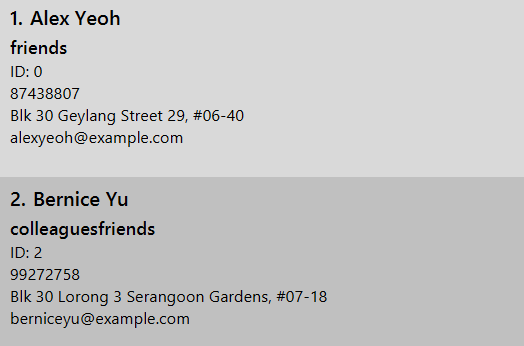 1. Alex Yeoh
friends
ID: 0
87438807
Blk 30 Geylang Street 29, #06-40
alexyeoh@example.com
2. Bernice Yu
colleaguesfriends
ID: 2
99272758
Blk 30 Lorong 3 Serangoon Gardens, #07-18
berniceyu@example.com